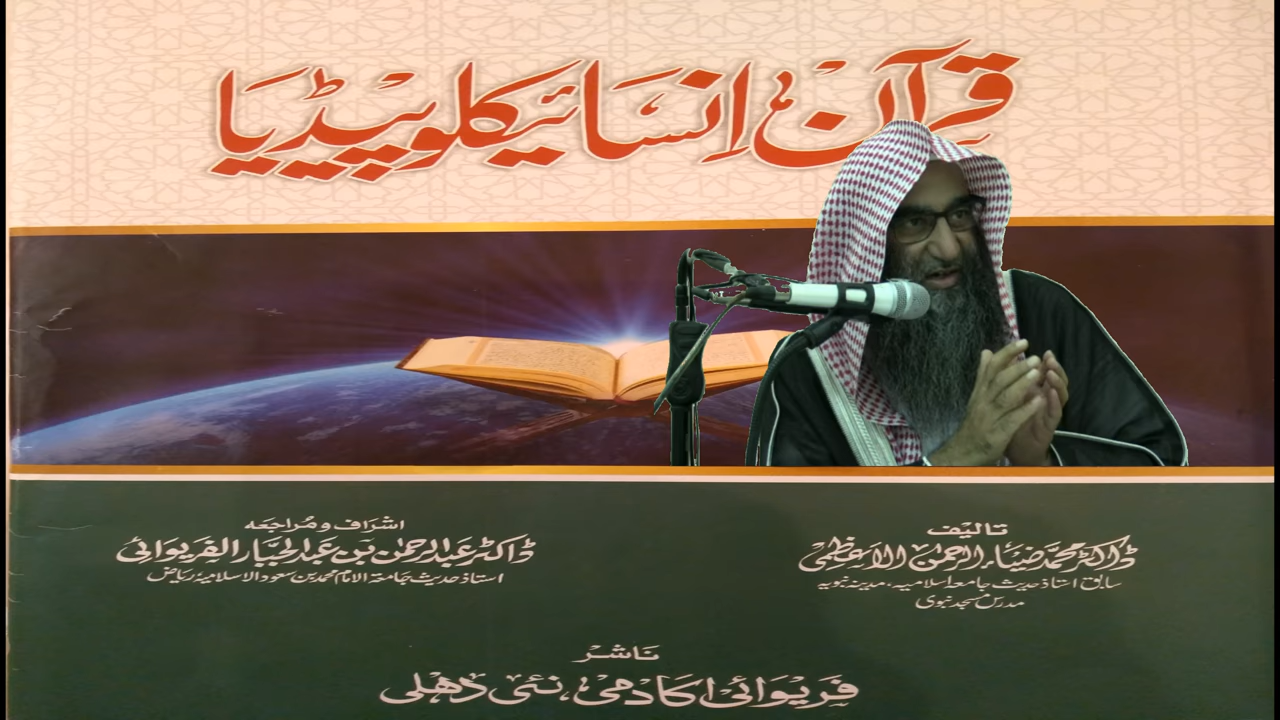 قرآن انسائیکلوپیڈیا
تالیف
ڈاکٹر محمد ضیاء الرحمن الاعظمی
سابق استاذ حدیث جامعہ اسلامیہ، مدینہ نبویہ
مدرس مسجد نبوی
اشراف و مراجعہ
ڈاکٹر عبدالرحمن بن عبدالجبار الفریوائی
استاذ حدیث جامعۃ الامام محمد بن سعود الاسلامیۃ ریاض
ناشر
فریوائی اکادمی، نئی دہلی